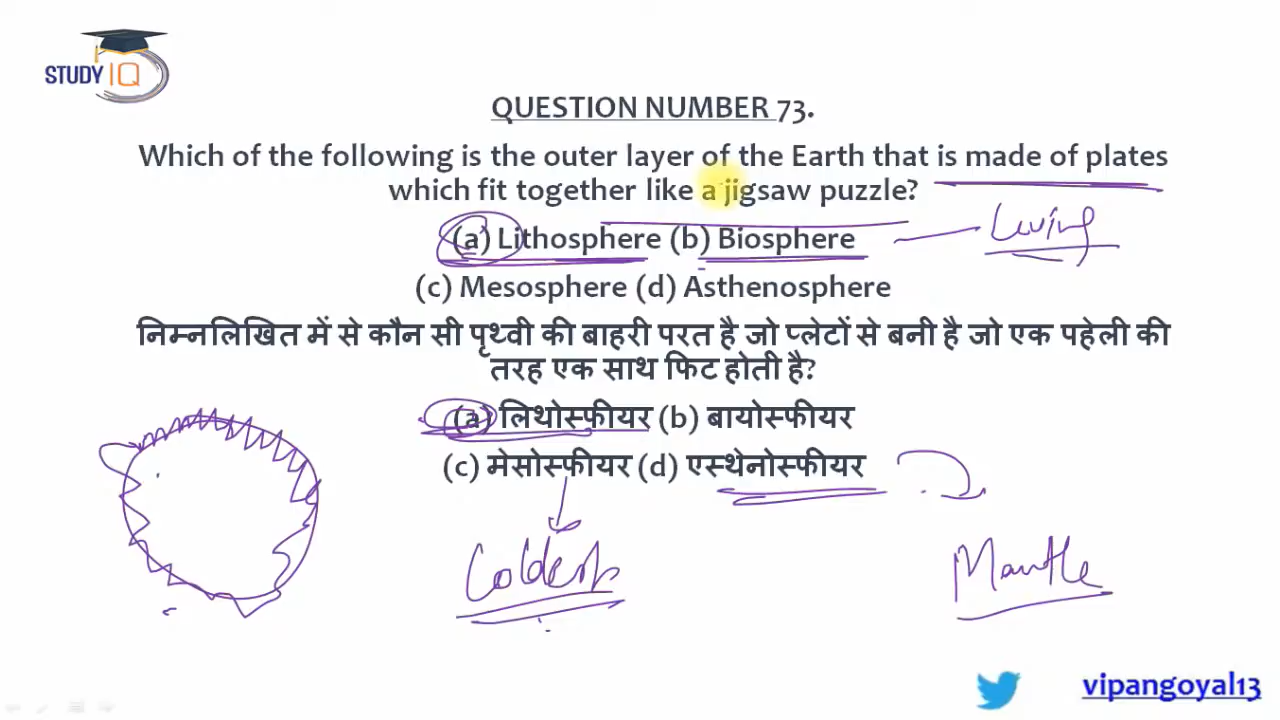 STUDY IQ
QUESTION NUMBER 73.
Which of the following is the outer layer of the Earth that is made of plates
which fit together like a jigsaw puzzle?
(a) Lithosphere (b) Biosphere
Living
(c) Mesosphere (d) Asthenosphere
निम्नलिखित में से कौन सी पृथ्वी की बाहरी परत है जो प्लेटों से बनी है जो एक पहेली की
तरह एक साथ फिट होती है?
(a) लिथोस्फीयर (b) बायोस्फीयर
(c) मेसोस्फीयर (d) एस्थेनोस्फीयर
Coldest
Mantle
vipangoyal13